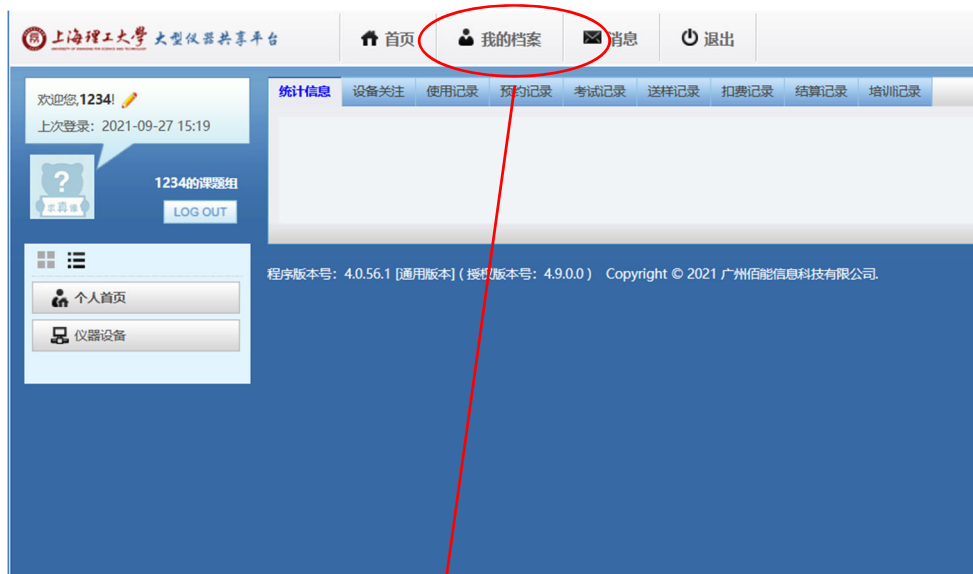 上海理工大学 大型仪器共享平台
首页 我的档案 消息 退出
欢迎您,1234!
上次登录：2021-09-27 15:19
1234的课题组
LOG OUT
统计信息 设备关注 使用记录 预约记录 考试记录 送样记录 扣费记录 结算记录 培训记录
个人首页
仪器设备
程序版本号：4.0.56.1 [通用版本] ( 授权版本号：4.9.0.0 ) Copyright © 2021 广州佰能信息科技有限公司.